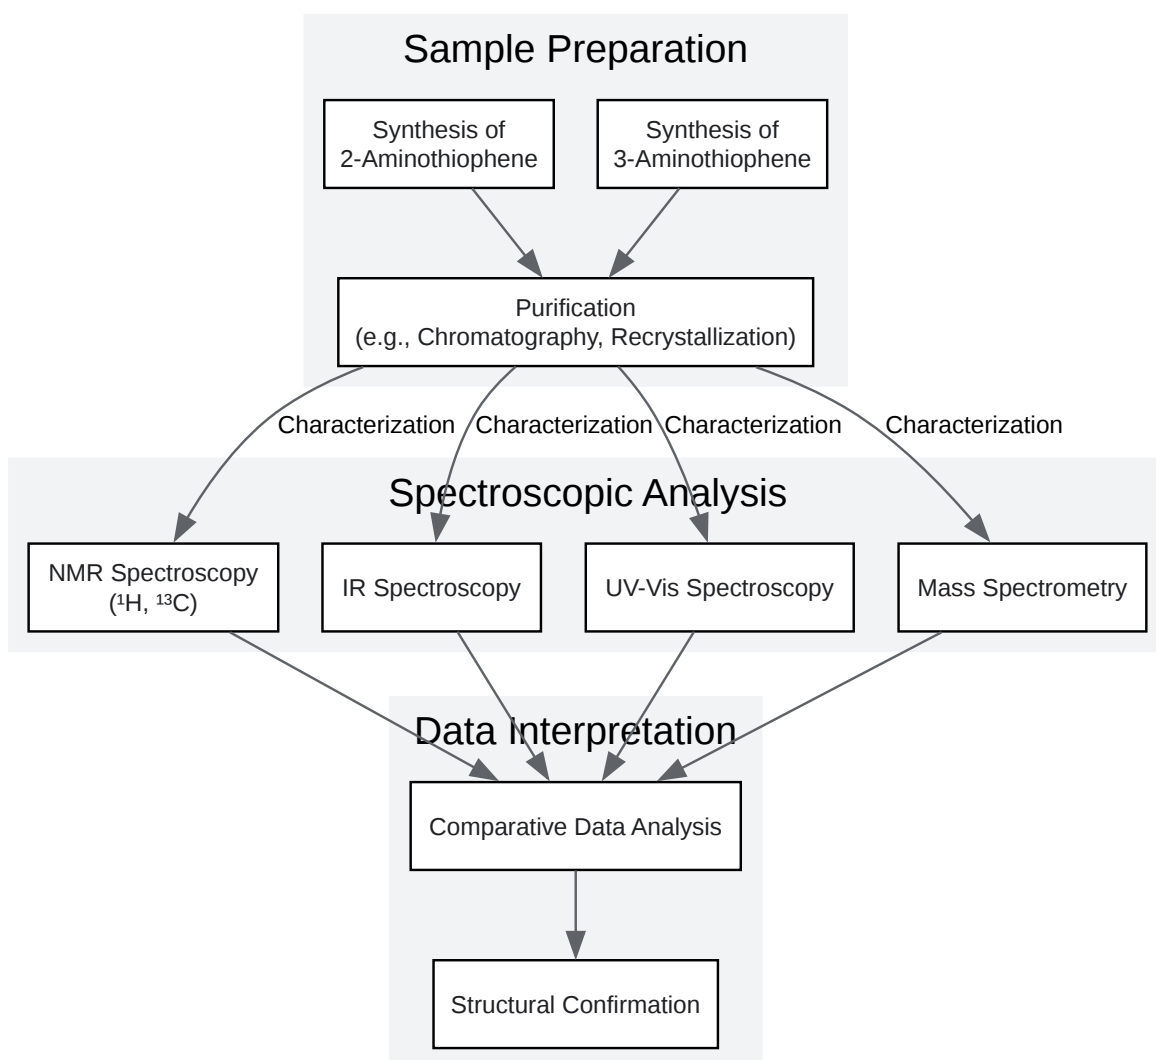 Sample Preparation
Synthesis of
2-Aminothiophene
Synthesis of
3-Aminothiophene
Purification
(e.g., Chromatography, Recrystallization)
Characterization
Characterization
Characterization
Characterization
Spectroscopic Analysis
NMR Spectroscopy
(¹H, ¹³C)
IR Spectroscopy
UV-Vis Spectroscopy
Mass Spectrometry
Data Interpretation
Comparative Data Analysis
Structural Confirmation